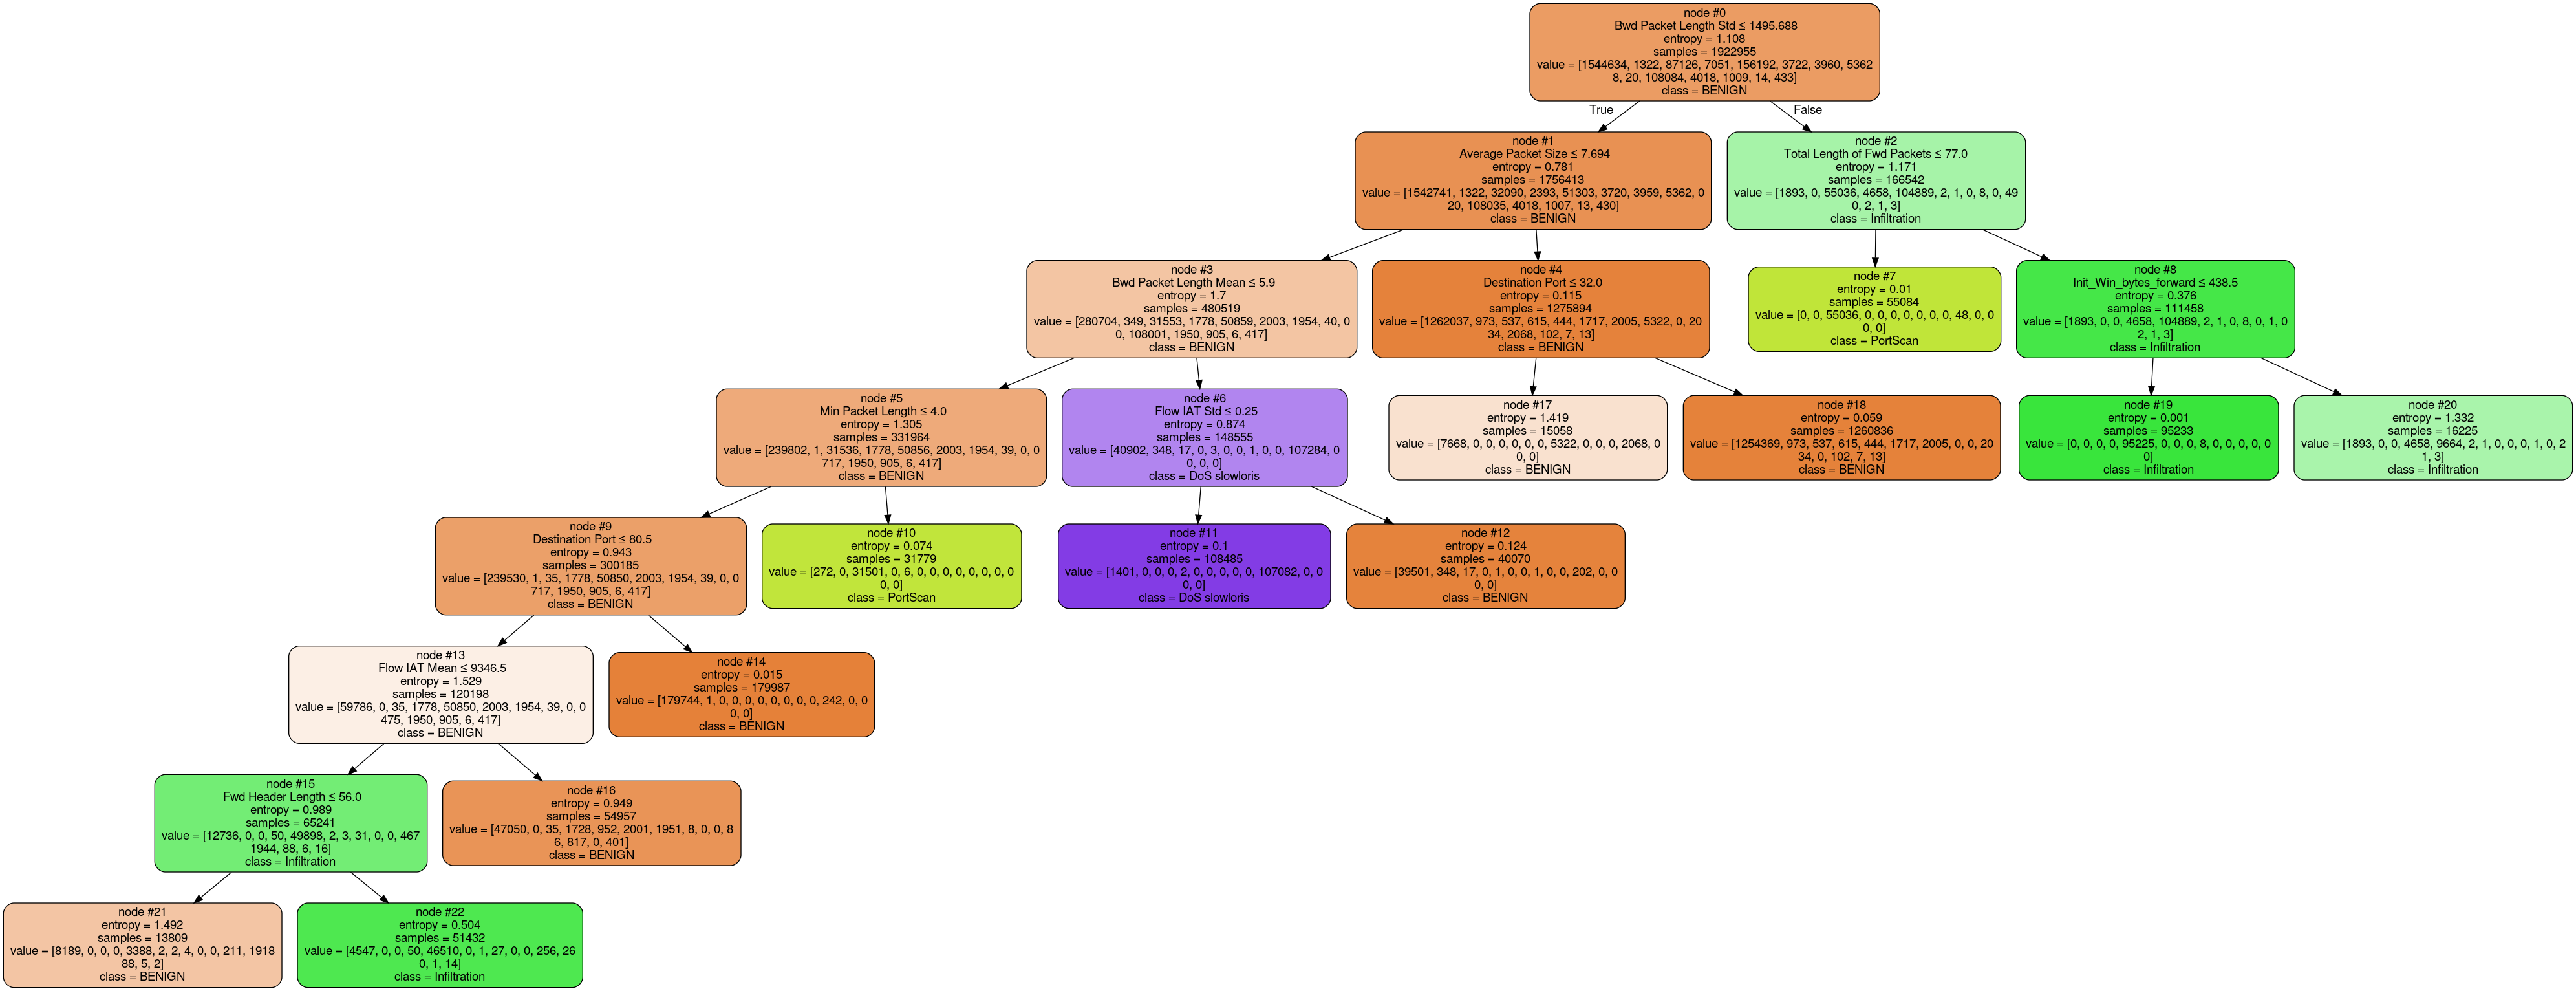 node #0
Bwd Packet Length Std ≤ 1495.688
entropy = 1.108
samples = 1922955
value = [1544634, 1322, 87126, 7051, 156192, 3722, 3960, 5362
8, 20, 108084, 4018, 1009, 14, 433]
class = BENIGN
True
False
node #1
Average Packet Size ≤ 7.694
entropy = 0.781
samples = 1756413
value = [1542741, 1322, 32090, 2393, 51303, 3720, 3959, 5362, 0
20, 108035, 4018, 1007, 13, 430]
class = BENIGN
node #2
Total Length of Fwd Packets ≤ 77.0
entropy = 1.171
samples = 166542
value = [1893, 0, 55036, 4658, 104889, 2, 1, 0, 8, 0, 49
0, 2, 1, 3]
class = Infiltration
node #3
Bwd Packet Length Mean ≤ 5.9
entropy = 1.7
samples = 480519
value = [280704, 349, 31553, 1778, 50859, 2003, 1954, 40, 0
0, 108001, 1950, 905, 6, 417]
class = BENIGN
node #4
Destination Port ≤ 32.0
entropy = 0.115
samples = 1275894
value = [1262037, 973, 537, 615, 444, 1717, 2005, 5322, 0, 20
34, 2068, 102, 7, 13]
class = BENIGN
node #7
entropy = 0.01
samples = 55084
value = [0, 0, 55036, 0, 0, 0, 0, 0, 0, 0, 48, 0, 0
0, 0]
class = PortScan
node #8
Init_Win_bytes_forward ≤ 438.5
entropy = 0.376
samples = 111458
value = [1893, 0, 0, 4658, 104889, 2, 1, 0, 8, 0, 1, 0
2, 1, 3]
class = Infiltration
node #5
Min Packet Length ≤ 4.0
entropy = 1.305
samples = 331964
value = [239802, 1, 31536, 1778, 50856, 2003, 1954, 39, 0, 0
717, 1950, 905, 6, 417]
class = BENIGN
node #6
Flow IAT Std ≤ 0.25
entropy = 0.874
samples = 148555
value = [40902, 348, 17, 0, 3, 0, 0, 1, 0, 0, 107284, 0
0, 0, 0]
class = DoS slowloris
node #17
entropy = 1.419
samples = 15058
value = [7668, 0, 0, 0, 0, 0, 0, 5322, 0, 0, 0, 2068, 0
0, 0]
class = BENIGN
node #18
entropy = 0.059
samples = 1260836
value = [1254369, 973, 537, 615, 444, 1717, 2005, 0, 0, 20
34, 0, 102, 7, 13]
class = BENIGN
node #19
entropy = 0.001
samples = 95233
value = [0, 0, 0, 0, 95225, 0, 0, 0, 8, 0, 0, 0, 0, 0
0]
class = Infiltration
node #20
entropy = 1.332
samples = 16225
value = [1893, 0, 0, 4658, 9664, 2, 1, 0, 0, 0, 1, 0, 2
1, 3]
class = Infiltration
node #9
Destination Port ≤ 80.5
entropy = 0.943
samples = 300185
value = [239530, 1, 35, 1778, 50850, 2003, 1954, 39, 0, 0
717, 1950, 905, 6, 417]
class = BENIGN
node #10
entropy = 0.074
samples = 31779
value = [272, 0, 31501, 0, 6, 0, 0, 0, 0, 0, 0, 0, 0
0, 0]
class = PortScan
node #11
entropy = 0.1
samples = 108485
value = [1401, 0, 0, 0, 2, 0, 0, 0, 0, 0, 107082, 0, 0
0, 0]
class = DoS slowloris
node #12
entropy = 0.124
samples = 40070
value = [39501, 348, 17, 0, 1, 0, 0, 1, 0, 0, 202, 0, 0
0, 0]
class = BENIGN
node #13
Flow IAT Mean ≤ 9346.5
entropy = 1.529
samples = 120198
value = [59786, 0, 35, 1778, 50850, 2003, 1954, 39, 0, 0
475, 1950, 905, 6, 417]
class = BENIGN
node #14
entropy = 0.015
samples = 179987
value = [179744, 1, 0, 0, 0, 0, 0, 0, 0, 0, 242, 0, 0
0, 0]
class = BENIGN
node #15
Fwd Header Length ≤ 56.0
entropy = 0.989
samples = 65241
value = [12736, 0, 0, 50, 49898, 2, 3, 31, 0, 0, 467
1944, 88, 6, 16]
class = Infiltration
node #16
entropy = 0.949
samples = 54957
value = [47050, 0, 35, 1728, 952, 2001, 1951, 8, 0, 0, 8
6, 817, 0, 401]
class = BENIGN
node #21
entropy = 1.492
samples = 13809
value = [8189, 0, 0, 0, 3388, 2, 2, 4, 0, 0, 211, 1918
88, 5, 2]
class = BENIGN
node #22
entropy = 0.504
samples = 51432
value = [4547, 0, 0, 50, 46510, 0, 1, 27, 0, 0, 256, 26
0, 1, 14]
class = Infiltration